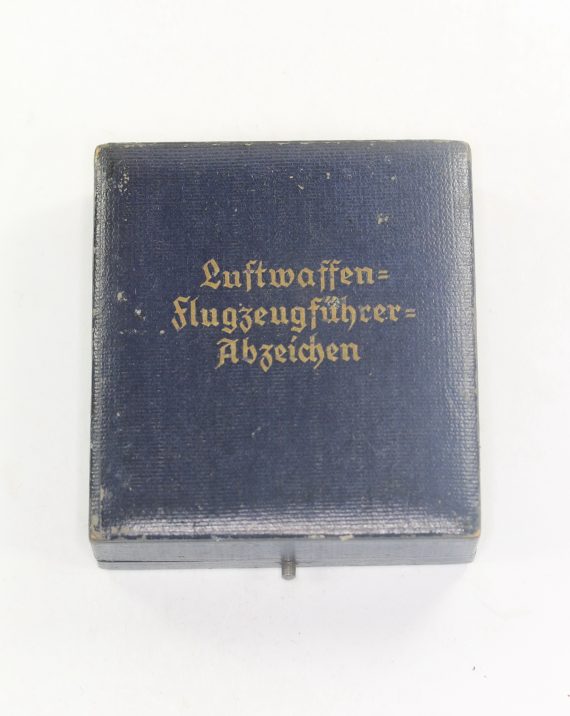 Luftwaffen=
Flugzeugführer=
Abzeichen